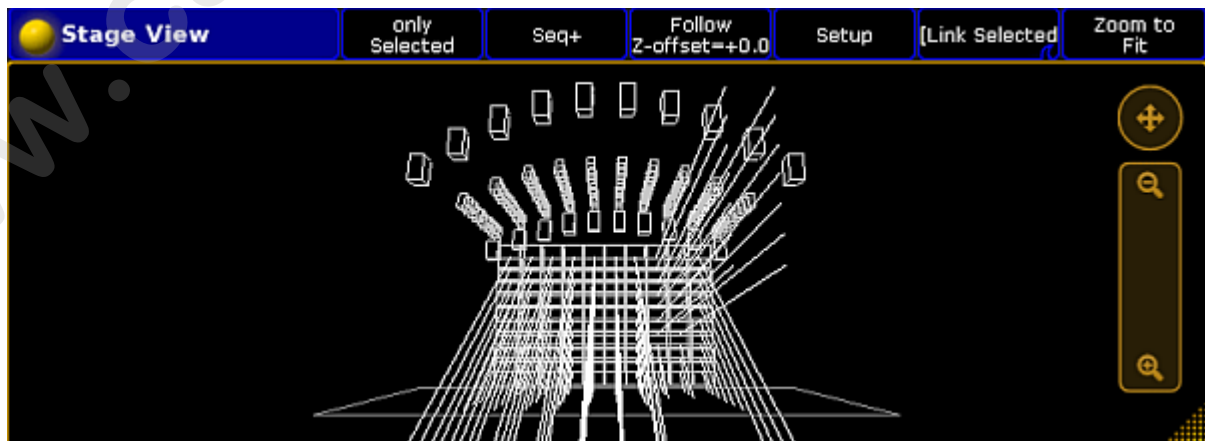 Stage View
only
Selected
Seq+
Follow
Z-offset=+0.0
Setup
[Link Selected
Zoom to
Fit
w.c